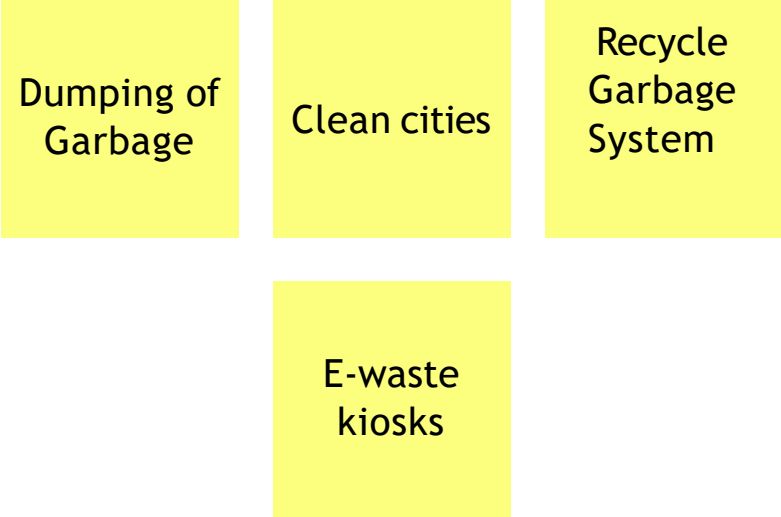 Dumping of
Garbage
Clean cities
Recycle
Garbage
System
E-waste
kiosks